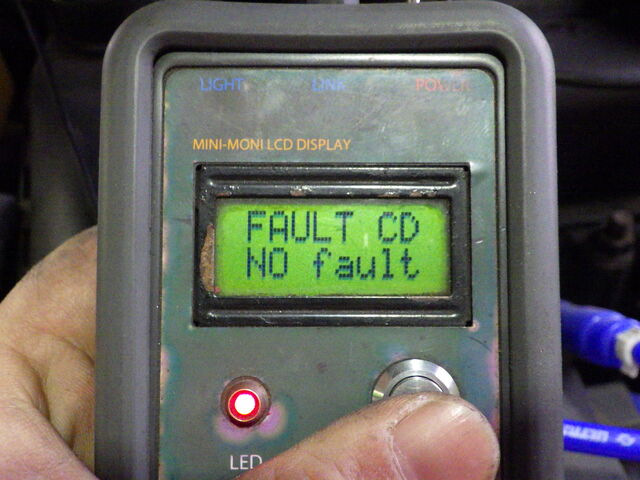 LIGHT LINK POWER
MINI-MONI LCD DISPLAY
FAULT CD
NO fault
LED